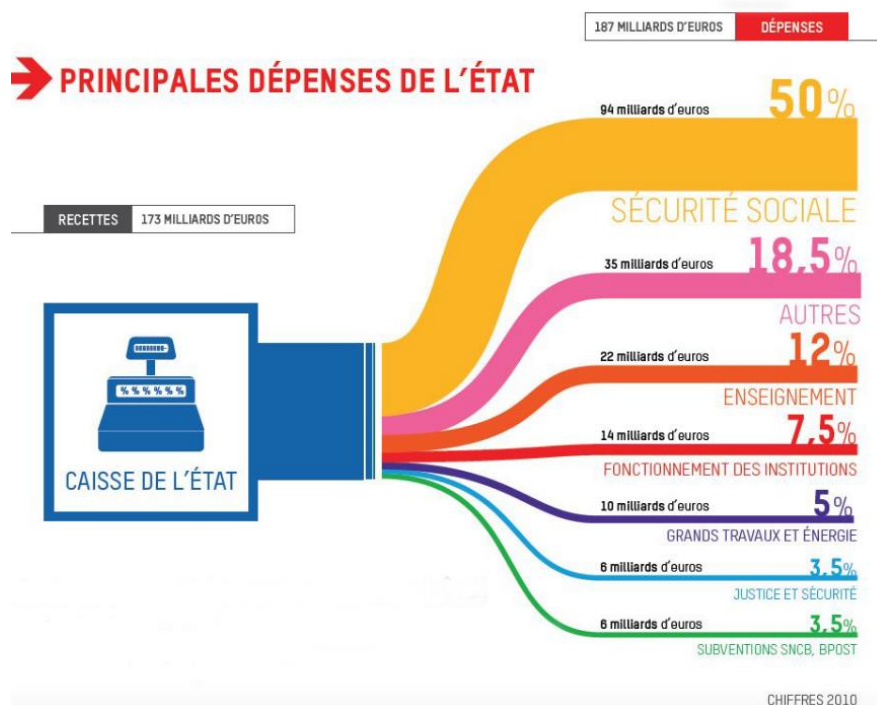 187 MILLIARDS D'EUROS DÉPENSES
PRINCIPALES DÉPENSES DE L'ÉTAT
94 milliards d'euros 50%
SÉCURITÉ SOCIALE
RECETTES 173 MILLIARDS D'EUROS
35 milliards d'euros 18,5%
AUTRES
22 milliards d'euros 12%
ENSEIGNEMENT
% % % % % %
14 milliards d'euros 7,5%
FONCTIONNEMENT DES INSTITUTIONS
CAISSE DE L'ÉTAT
10 milliards d'euros 5%
GRANDS TRAVAUX ET ÉNERGIE
6 milliards d'euros 3,5%
JUSTICE ET SÈCURITÉ
6 milliards d'euros 3,5%
SUBVENTIONS SNCB, BPOST
CHIFFRES 2010